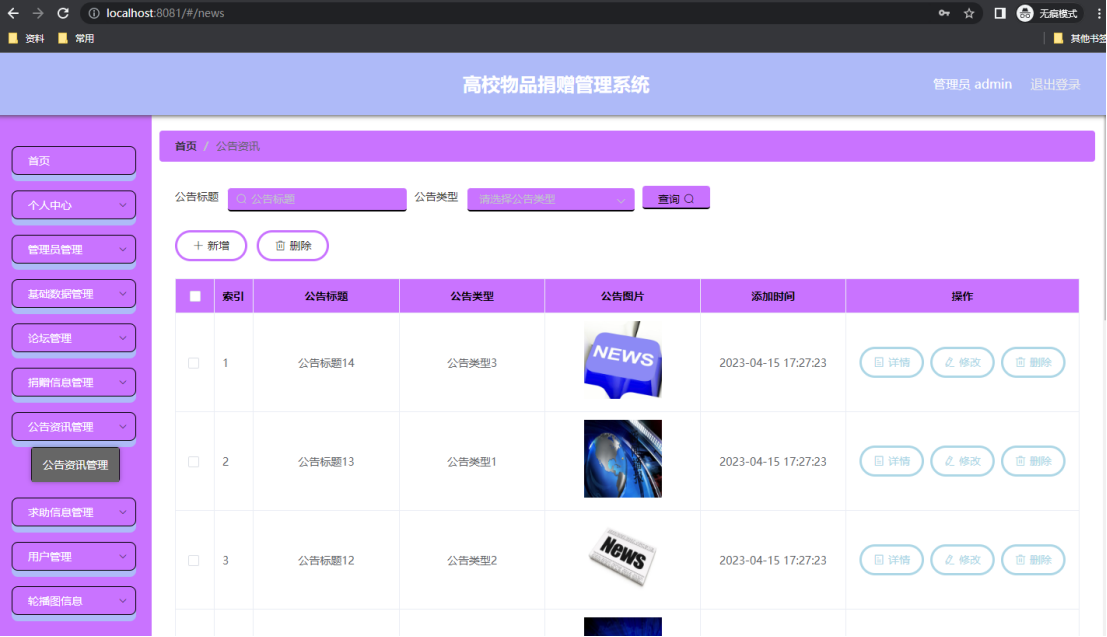 localhost:8081/#/news
无痕模式
资料 常用
其他书签
高校物品捐赠管理系统
管理员 admin 退出登录
首页
个人中心
管理员管理
基础数据管理
论坛管理
捐赠信息管理
公告资讯管理
公告资讯管理
求助信息管理
用户管理
轮播图信息
首页 / 公告资讯
公告标题 公告标题 公告类型 请选择公告类型 查询
新增 删除
索引 公告标题 公告类型 公告图片 添加时间 操作
1 公告标题14 公告类型3 NEWS 2023-04-15 17:27:23 详情 修改 删除
2 公告标题13 公告类型1 2023-04-15 17:27:23 详情 修改 删除
3 公告标题12 公告类型2 News 2023-04-15 17:27:23 详情 修改 删除